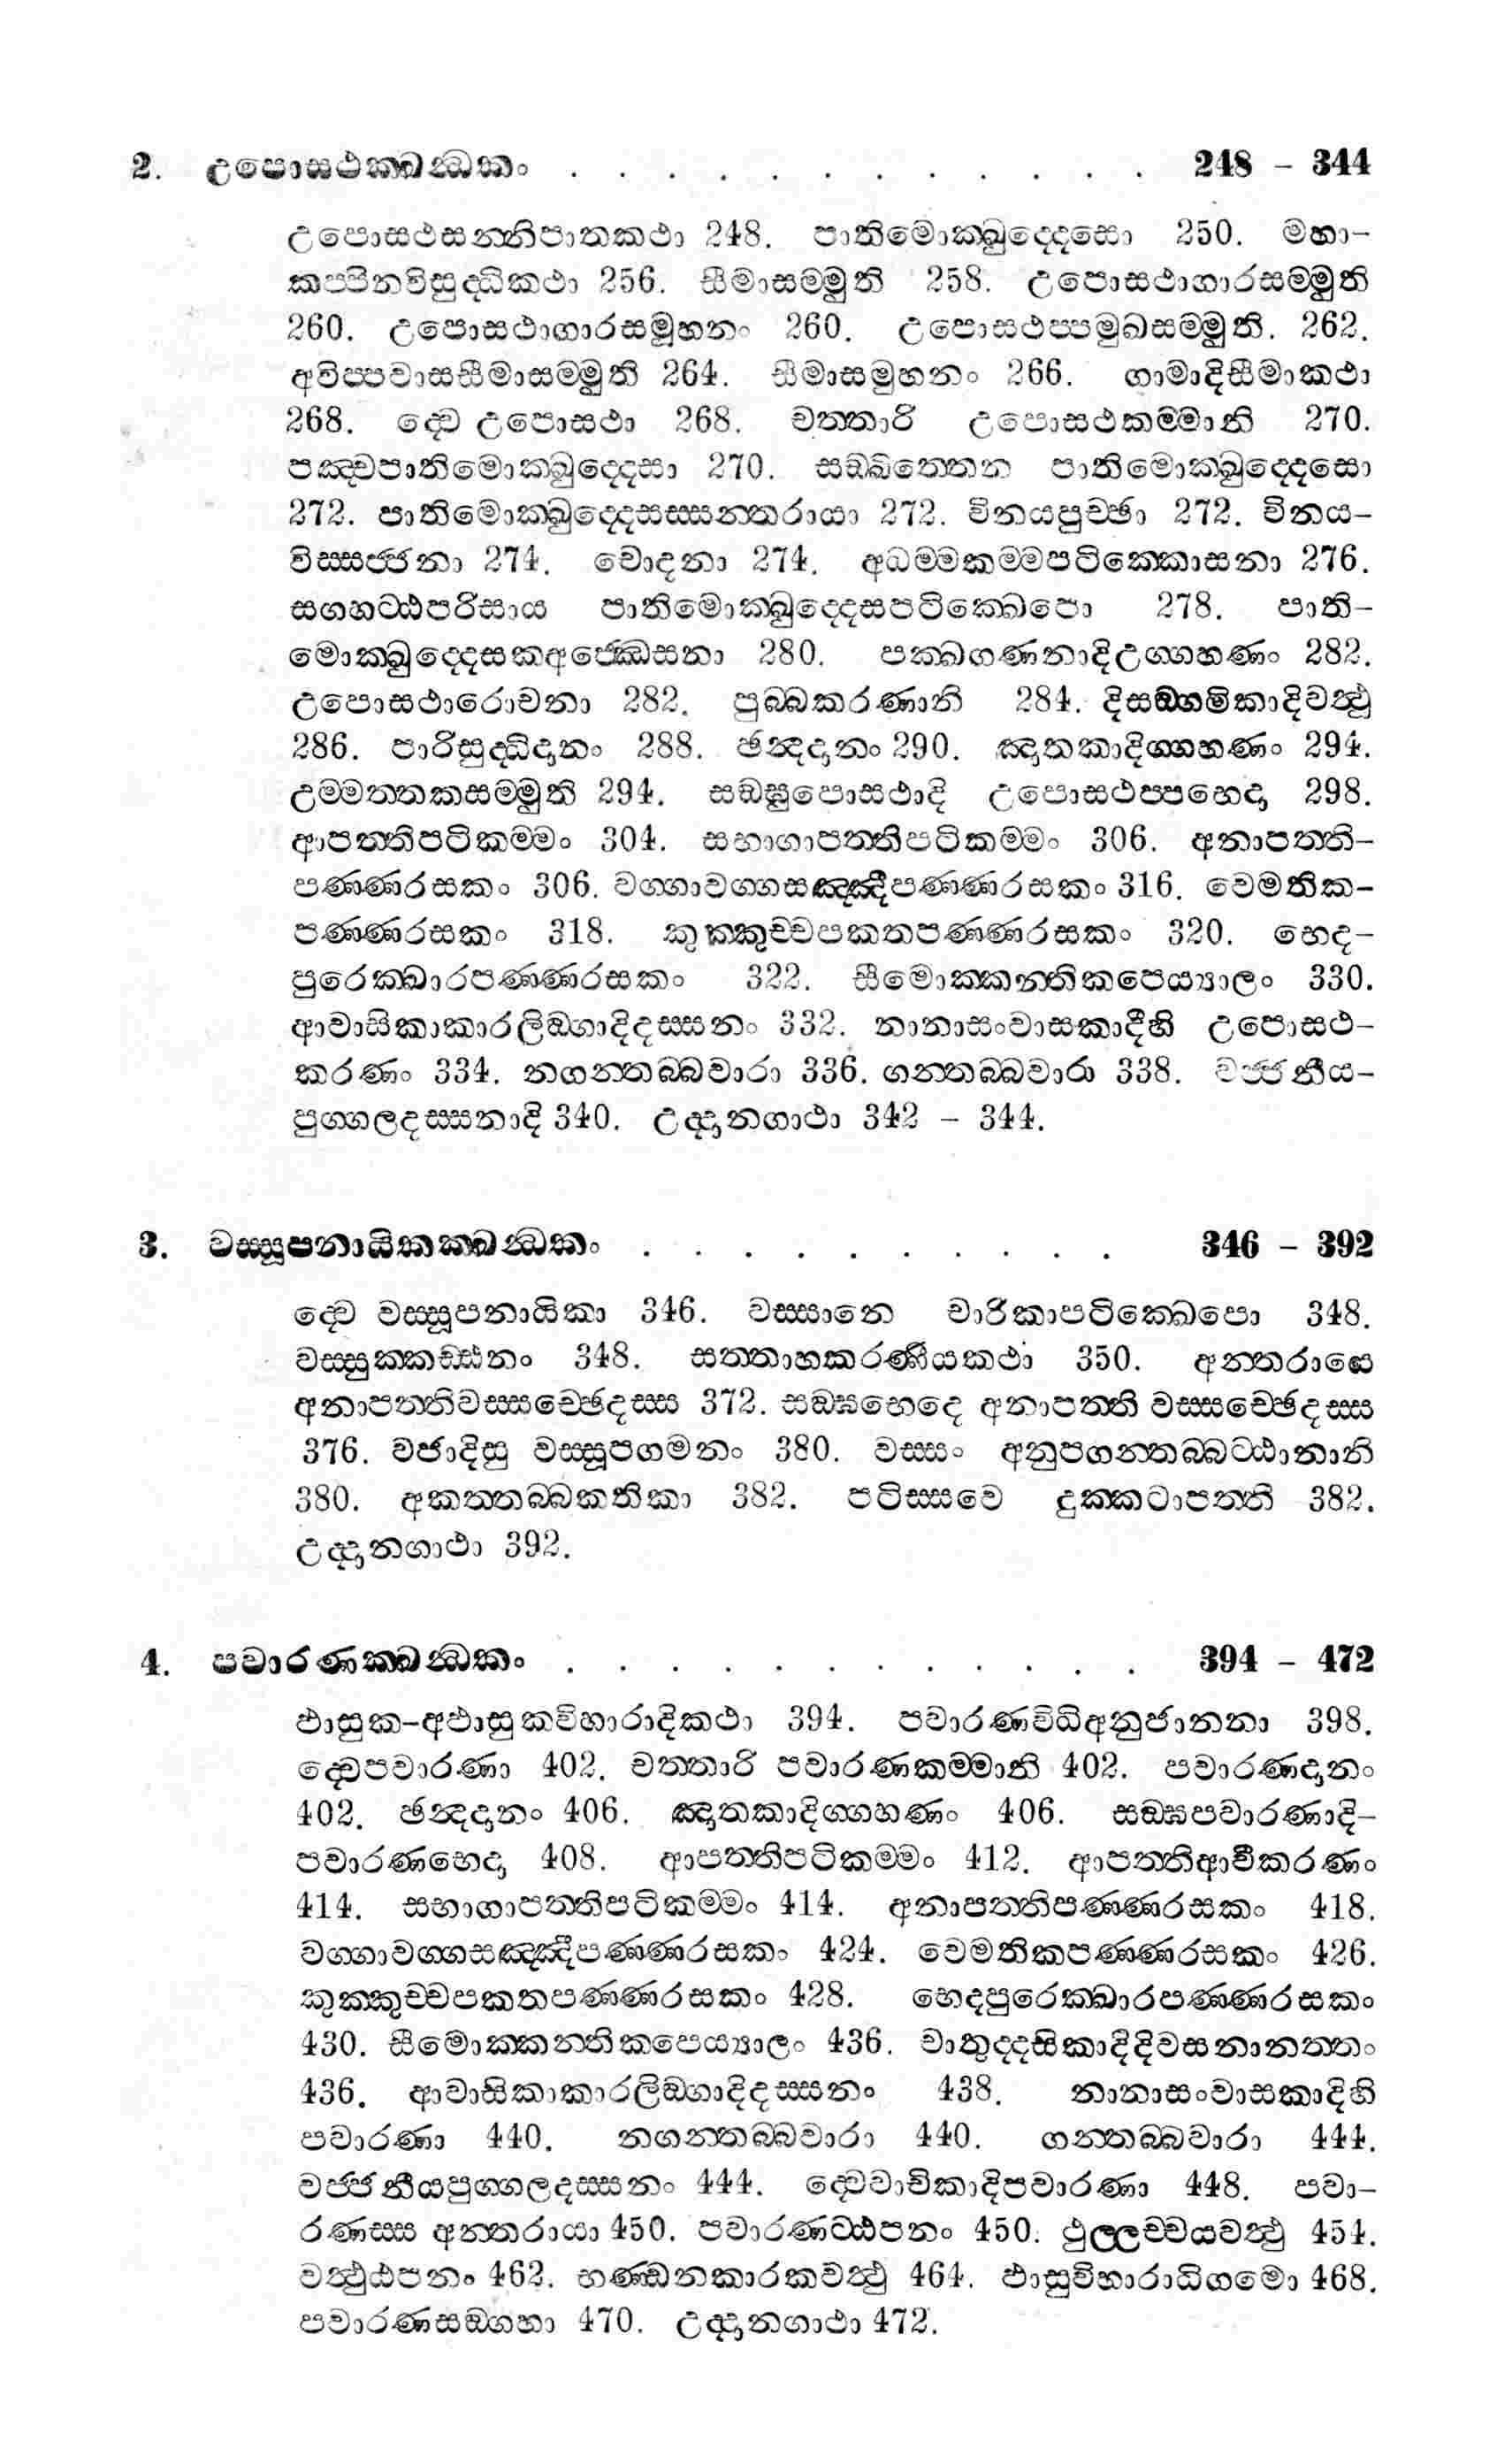 2. උපොසථක්ඛන්ධකං . . . . . . . . . . . . 248 - 344
උපොසථසන්නිපාතකථා 248. පාතිමොක්ඛුද්දෙසො 250. මහා-
කප්පිනවිසුද්ධිකථා 256. සීමාසම්මුති 258. උපොසථාගාරසම්මුති
260. උපොසථාගාරසමූහනං 260. උපොසථප්පමුඛසම්මුති. 262.
අවිප්පවාසසීමාසම්මුති 264. සීමාසමුහනං 266. ගාමාදිසීමාකථා
268. ද්වෙ උපොසථා 268. චත්තාරි උපොසථකම්මානි 270.
පඤ්චපාතිමොක්ඛුද්දෙසා 270. සඞ්ඛිත්තෙන පාතිමොක්ඛුද්දෙසො
272. පාතිමොක්ඛුද්දෙසස්සන්තරායා 272. විනයපුච්ඡා 272. විනය-
විස්සජ්ජනා 274. චොදනා 274. අධම්මකම්මපටික්කොසනා 276.
සගහට්ඨපරිසාය පාතිමොක්ඛුද්දෙසපටික්ඛෙපො 278. පාති-
මොක්ඛුද්දෙසකඅජ්ඣෙසනා 280. පක්ඛගණනාදිඋග්ගහණං 282.
උපොසථාරොචනා 282. පුබ්බකරණානි 284. දිසඞ්ගමිකාදිවත්ථු
286. පාරිසුද්ධිදානං 288. ඡන්දදානං 290. ඤාතකාදිග්ගහණං 294.
උම්මත්තකසම්මුති 294. සඞ්ඝුපොසථාදි උපොසථප්පභෙදා 298.
ආපත්තිපටිකම්මං 304. සභාගාපත්තිපටිකම්මං 306. අනාපත්ති-
පණ්ණරසකං 306. වග්ගාවග්ගසඤ්ඤීපණ්ණරසකං 316. වෙමතික-
පණ්ණරසකං 318. කුක්කුච්චපකතපණ්ණරසකං 320. භෙද-
පුරෙක්ඛාරපණ්ණරසකං 322. සීමොක්කන්තිකපෙය්‍යාලං 330.
ආවාසිකාකාරලිඞ්ගාදිදස්සනං 332. නානාසංවාසකාදීහි උපොසථ-
කරණං 334. නගන්තබ්බවාරා 336. ගන්තබ්බවාරා 338. වජ්ජනීය-
පුග්ගලදස්සනාදි 340. උද්දානගාථා 342 - 344.
3. වස්සූපනායිකක්ඛන්ධකං . . . . . . . . . . 346 - 392
ද්වෙ වස්සූපනායිකා 346. වස්සානෙ චාරිකාපටික්ඛෙපො 348.
වස්සුක්කඩ්ඪනං 348. සත්තාහකරණීයකථා 350. අන්තරායෙ
අනාපත්තිවස්සච්ඡෙදස්ස 372. සඞ්ඝභෙදෙ අනාපත්ති වස්සච්ඡෙදස්ස
376. වජාදිසු වස්සූපගමනං 380. වස්සං අනුපගන්තබ්බට්ඨානානි
380. අකත්තබ්බකතිකා 382. පටිස්සවෙ දුක්කටාපත්ති 382.
උද්දානගාථා 392.
4. පවාරණක්ඛන්ධකං . . . . . . . . . . . . 394 - 472
ඵාසුක-අඵාසුකවිහාරාදිකථා 394. පවාරණවිධිඅනුජානනා 398.
ද්වෙපවාරණා 402. චත්තාරි පවාරණකම්මානි 402. පවාරණදානං
402. ඡන්දදානං 406. ඤාතකාදිග්ගහණං 406. සඞ්ඝපවාරණාදි-
පවාරණභෙදා 408. ආපත්තිපටිකම්මං 412. ආපත්තිආවීකරණං
414. සභාගාපත්තිපටිකම්මං 414. අනාපත්තිපණ්ණරසකං 418.
වග්ගාවග්ගසඤ්ඤීපණ්ණරසකං 424. වෙමතිකපණ්ණරසකං 426.
කුක්කුච්චපකතපණ්ණරසකං 428. භෙදපුරෙක්ඛාරපණ්ණරසකං
430. සීමොක්කන්තිකපෙය්‍යාලං 436. චාතුද්දසිකාදිදිවසනානත්තං
436. ආවාසිකාකාරලිඞ්ගාදිදස්සනං 438. නානාසංවාසකාදිහි
පවාරණා 440. නගන්තබ්බවාරා 440. ගන්තබ්බවාරා 444.
වජ්ජනීයපුග්ගලදස්සනං 444. ද්වෙවාචිකාදිපවාරණා 448. පවා-
රණස්ස අන්තරායා 450. පවාරණට්ඨපනං 450. ථුල්ලච්චයවත්ථු 454.
වත්ථුඨපනං 462. භණ්ඩනකාරකවත්ථු 464. ඵාසුවිහාරාධිගමො 468.
පවාරණසඞ්ගහා 470. උද්දානගාථා 472.